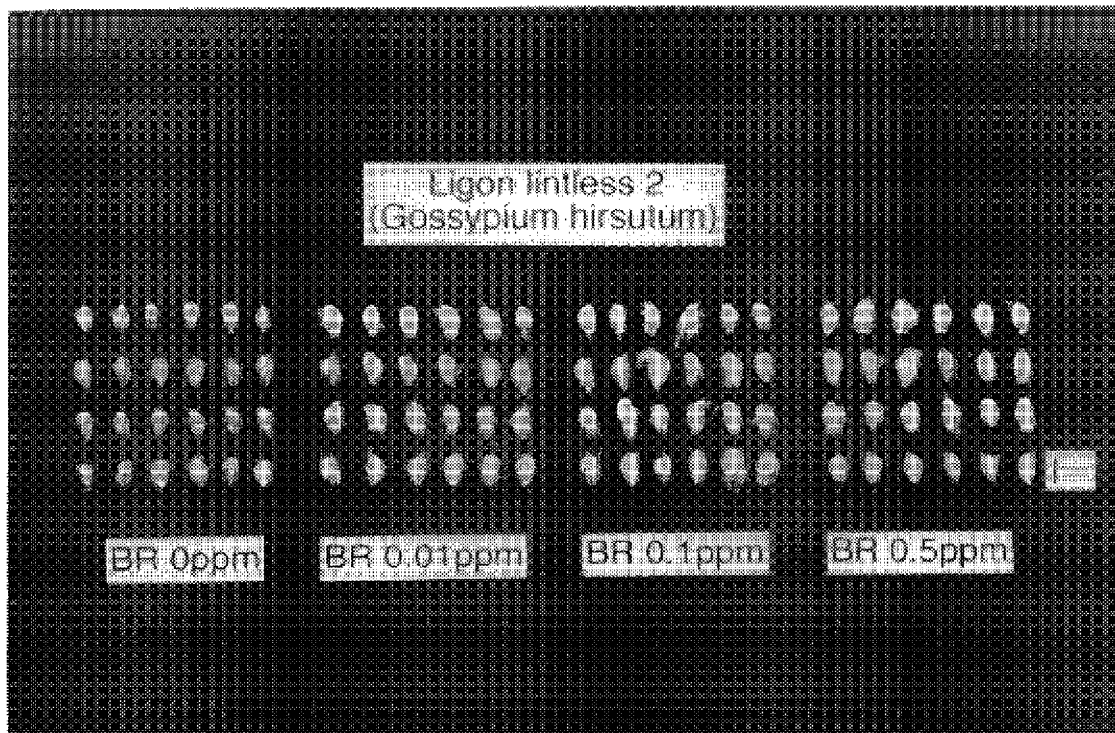 Ligon lintless 2
(Gossypium hirsutum)
BR 0ppm
BR 0.01ppm
BR 0.1ppm
BR 0.5ppm